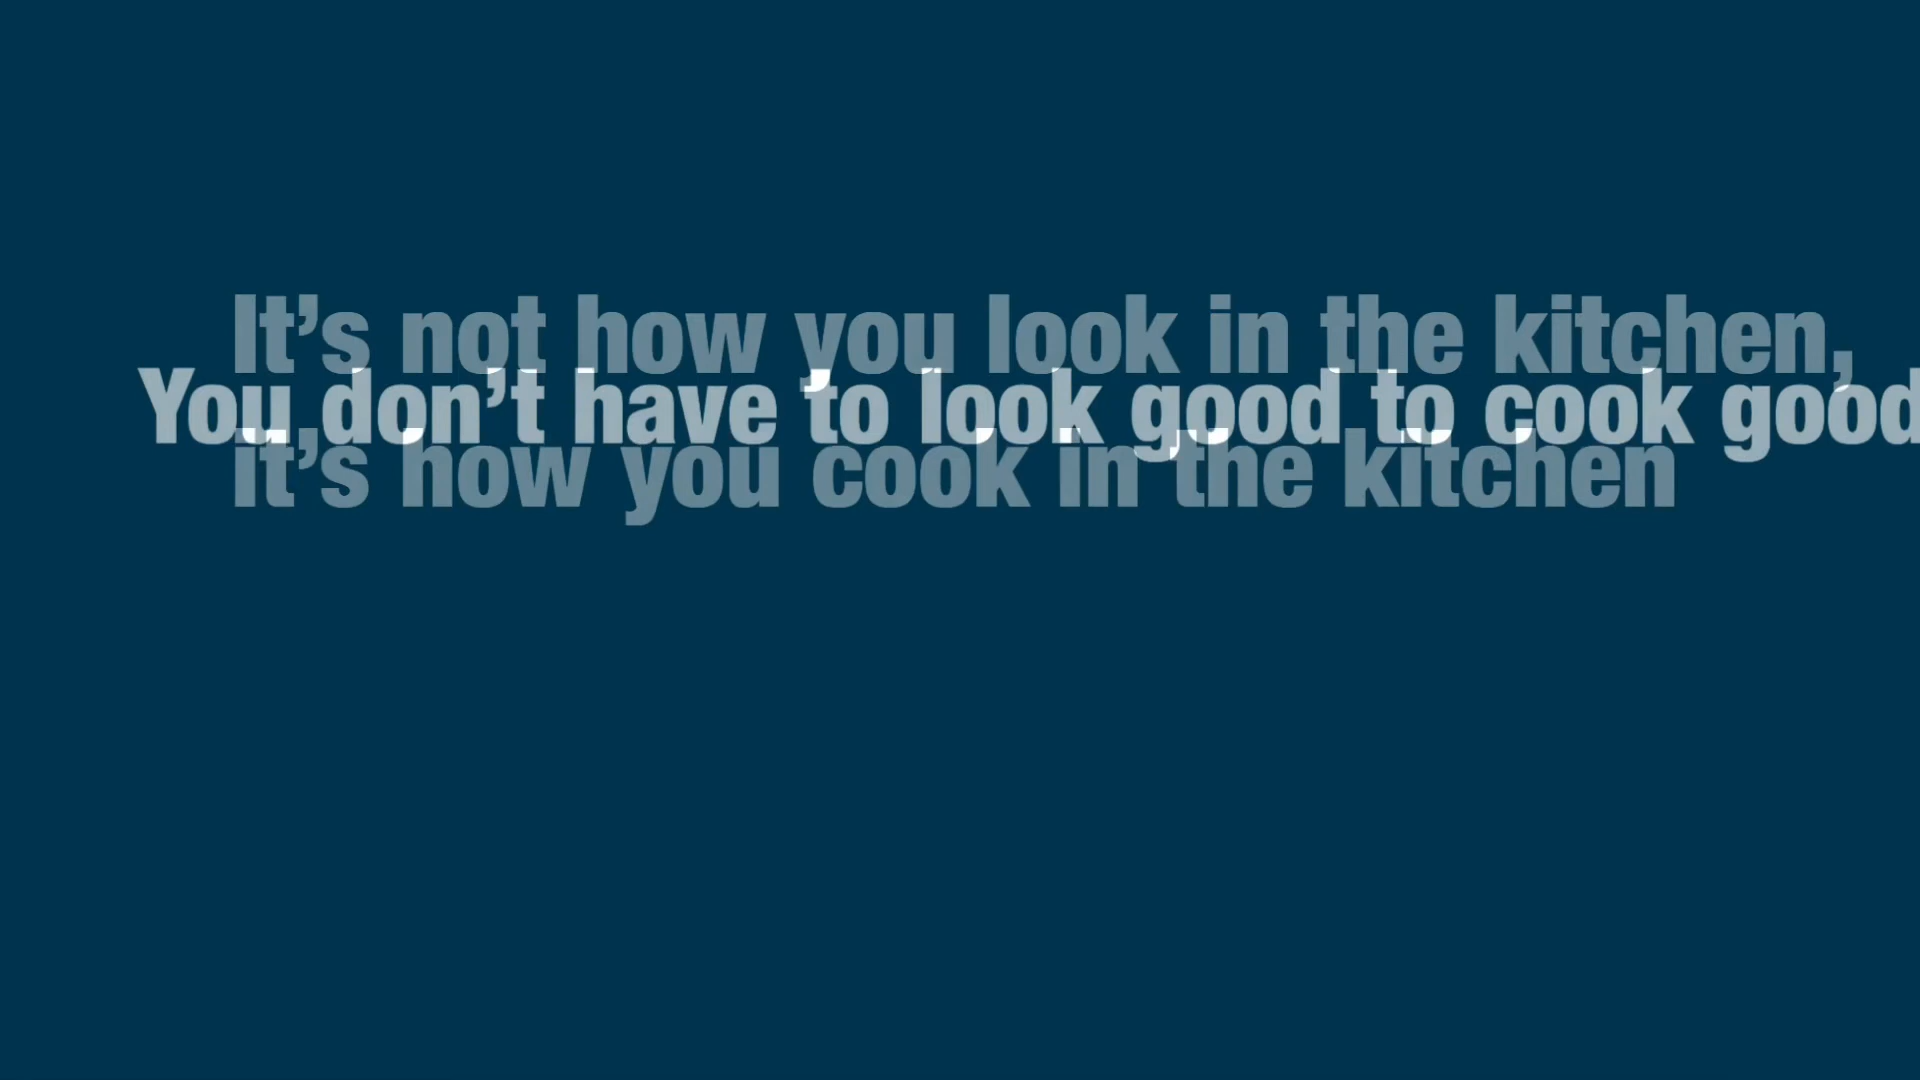 It’s not how you look in the kitchen,
You don’t have to look good to cook good
it’s how you cook in the kitchen